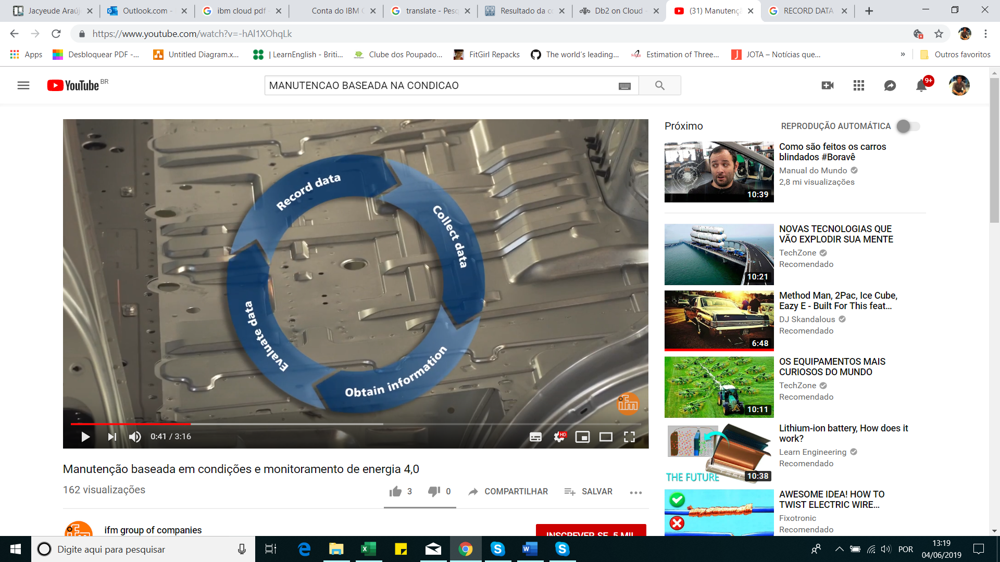 Jacyeude Araúj
Outlook.com -
ibm cloud pdf -
Conta do IBM
translate - Pesq
Resultado da c
Db2 on Cloud
(31) Manutenç
RECORD DATA
https://www.youtube.com/watch?v=-hAl1XOhqLk
Apps
Desbloquear PDF -...
Untitled Diagram.x...
| LearnEnglish - Briti...
Clube dos Poupado...
FitGirl Repacks
The world's leading...
Estimation of Three...
JOTA – Notícias que...
»
Outros favoritos
YouTube BR
MANUTENCAO BASEADA NA CONDICAO
9+
Record data
Collect data
Obtain information
Evaluate data
ifm
0:41 / 3:16
HD
Manutenção baseada em condições e monitoramento de energia 4,0
162 visualizações
3
0
COMPARTILHAR
SALVAR
ifm
ifm group of companies
INSCREVER-SE 5 MIL
Próximo
REPRODUÇÃO AUTOMÁTICA
10:39
Como são feitos os carros
blindados #Boravê
Manual do Mundo
2,8 mi visualizações
10:21
NOVAS TECNOLOGIAS QUE
VÃO EXPLODIR SUA MENTE
TechZone
Recomendado
6:48
Method Man, 2Pac, Ice Cube,
Eazy E - Built For This feat...
DJ Skandalous
Recomendado
10:11
OS EQUIPAMENTOS MAIS
CURIOSOS DO MUNDO
TechZone
Recomendado
THE FUTURE
10:38
Lithium-ion battery, How does it
work?
Learn Engineering
Recomendado
AWESOME IDEA! HOW TO
TWIST ELECTRIC WIRE...
Fixotronic
Recomendado
Digite aqui para pesquisar
POR
13:19
04/06/2019